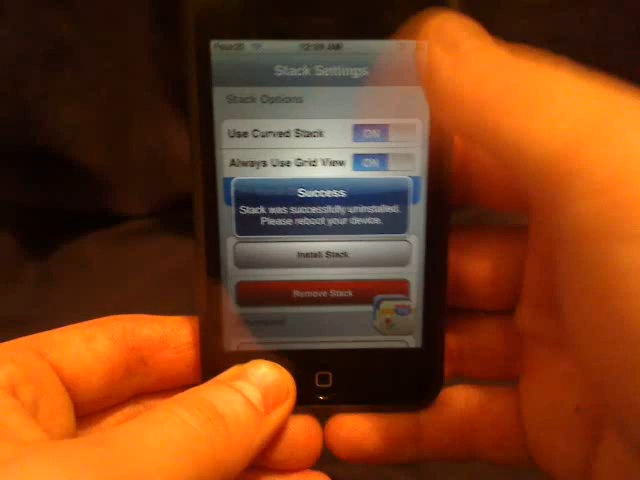 12:09 AM
Stack Settings
Stack Options
Use Curved Stack ON
Always Use Grid View ON
Success
Stack was successfully uninstalled.
Please reboot your device.
Install Stack
Remove Stack